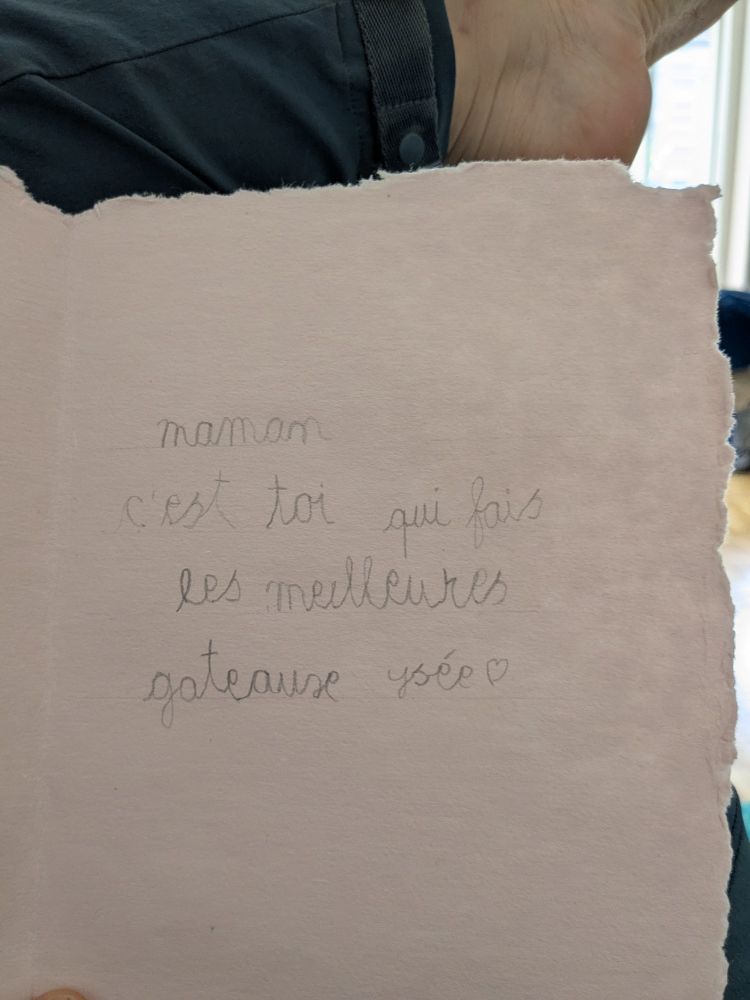 maman
c'est toi qui fais
les meilleures
gateause ysée ♡